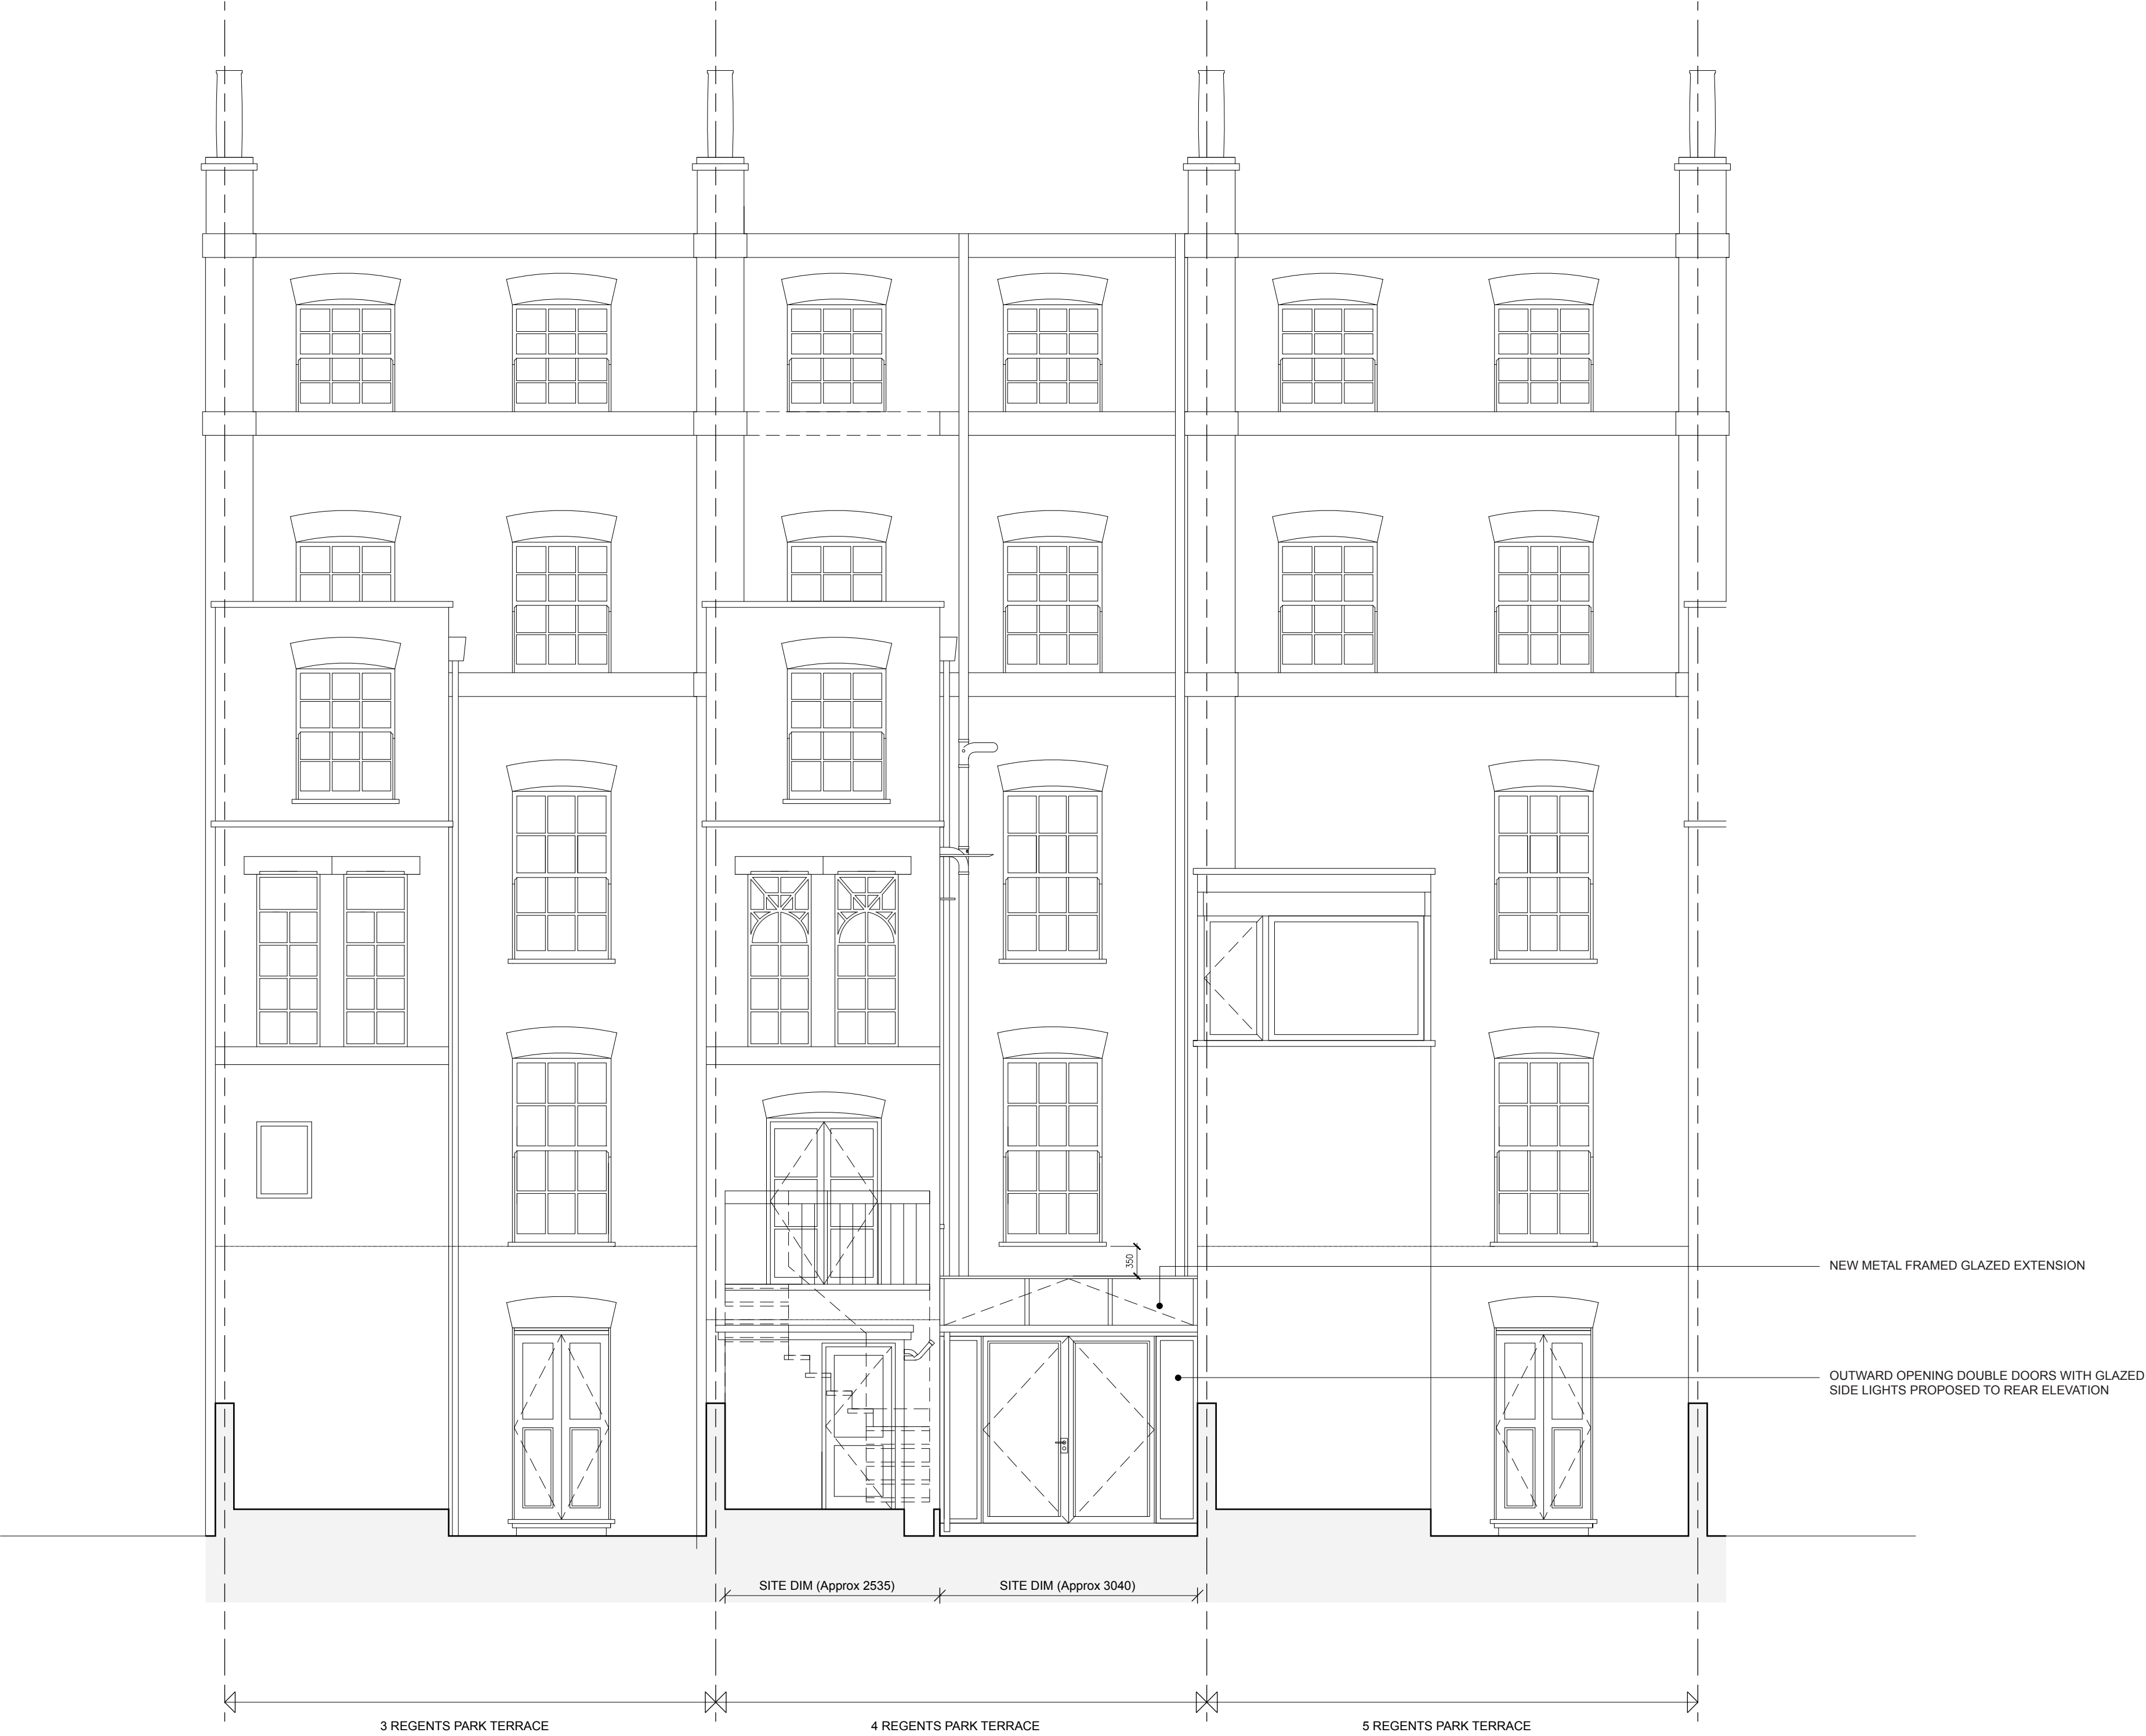 350
NEW METAL FRAMED GLAZED EXTENSION
OUTWARD OPENING DOUBLE DOORS WITH GLAZED
SIDE LIGHTS PROPOSED TO REAR ELEVATION
SITE DIM (Approx 2535)
SITE DIM (Approx 3040)
3 REGENTS PARK TERRACE
4 REGENTS PARK TERRACE
5 REGENTS PARK TERRACE